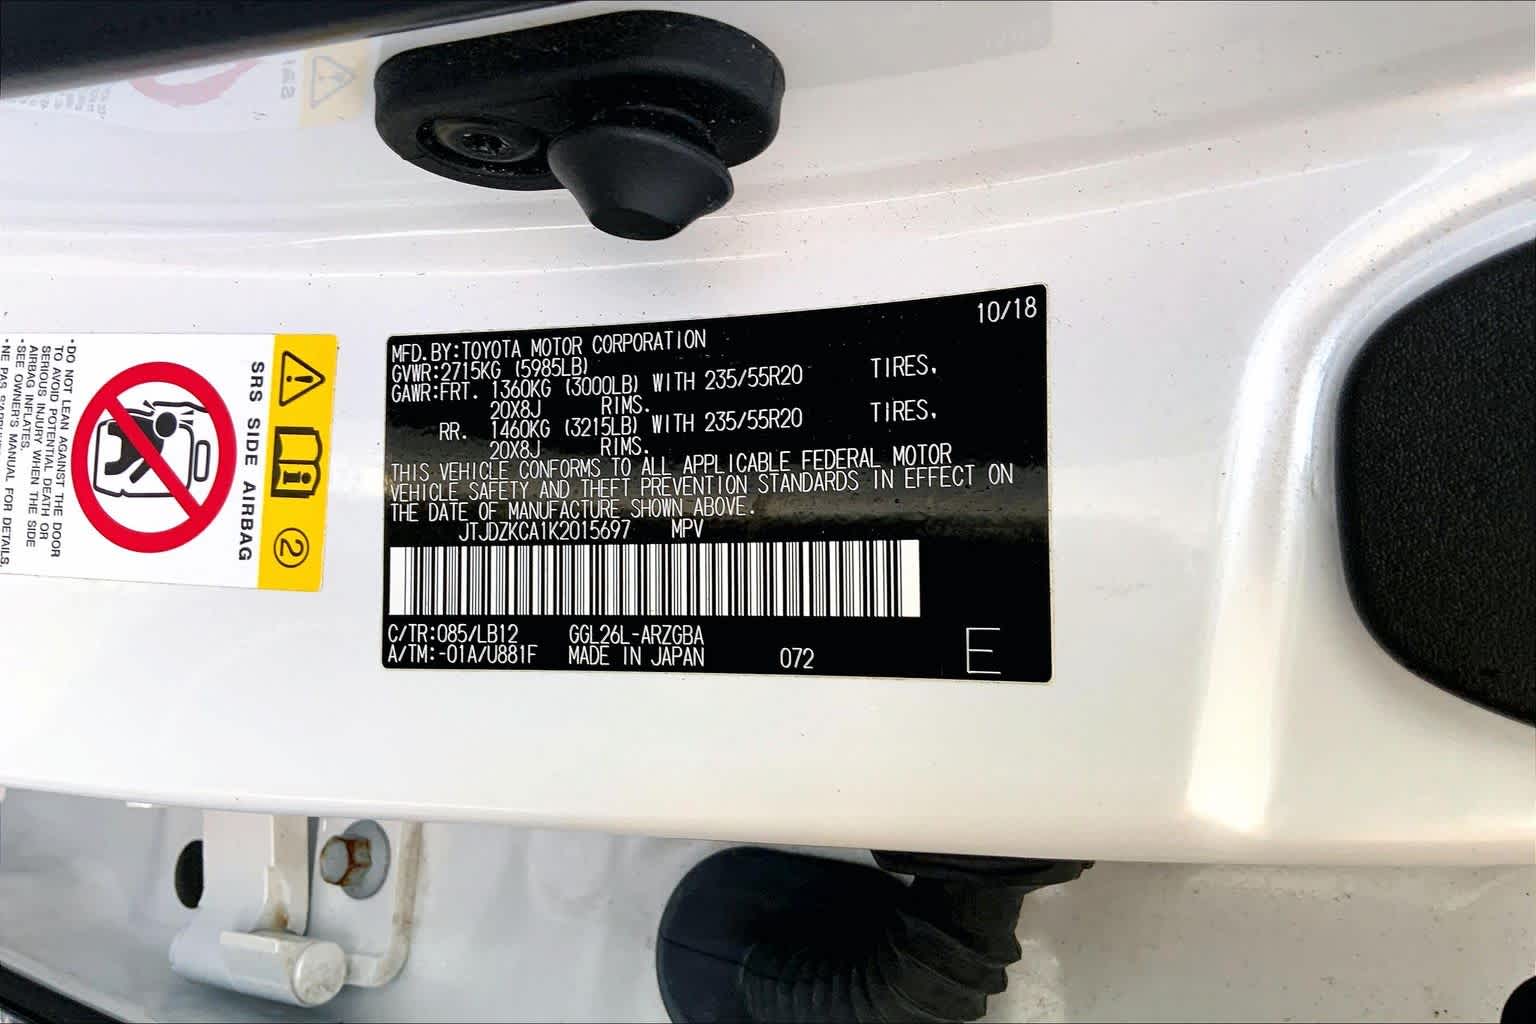 10/18
MFD. BY: TOYOTA MOTOR CORPORATION
GVWR: 2715KG (5985LB)
GAWR: FRT. 1360KG (3000LB) WITH 235/55R20 TIRES,
20X8J RIMS.
RR. 1460KG (3215LB) WITH 235/55R20 TIRES,
20X8J RIMS.
THIS VEHICLE CONFORMS TO ALL APPLICABLE FEDERAL MOTOR
VEHICLE SAFETY AND THEFT PREVENTION STANDARDS IN EFFECT ON
THE DATE OF MANUFACTURE SHOWN ABOVE.
JTJDZKCA1K2015697 MPV
C/TR: 085/LB12 GGL26L-ARZGBA
A/TM: -01A/U881F MADE IN JAPAN 072 E
2
SRS SIDE AIRBAG
•DO NOT LEAN AGAINST THE DOOR
TO AVOID POTENTIAL DEATH OR
SERIOUS INJURY WHEN THE SIDE
AIRBAG INFLATES.
•SEE OWNER'S MANUAL FOR DETAILS.
•NE PAS